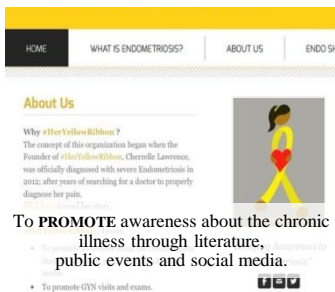 HOME
WHAT IS ENDOMETRIOSIS?
ABOUT US
ENDO SH
About Us
Why #HerYellowRibbon ?
The concept of this organization began when the
Founder of #HerYellowRibbon, Cherrelle Lawrence,
was officially diagnosed with severe Endometriosis in
2012; after years of searching for a doctor to properly
diagnose her pain.
To PROMOTE awareness about the chronic
illness through literature,
public events and social media.
To promote GYN visits and exams.